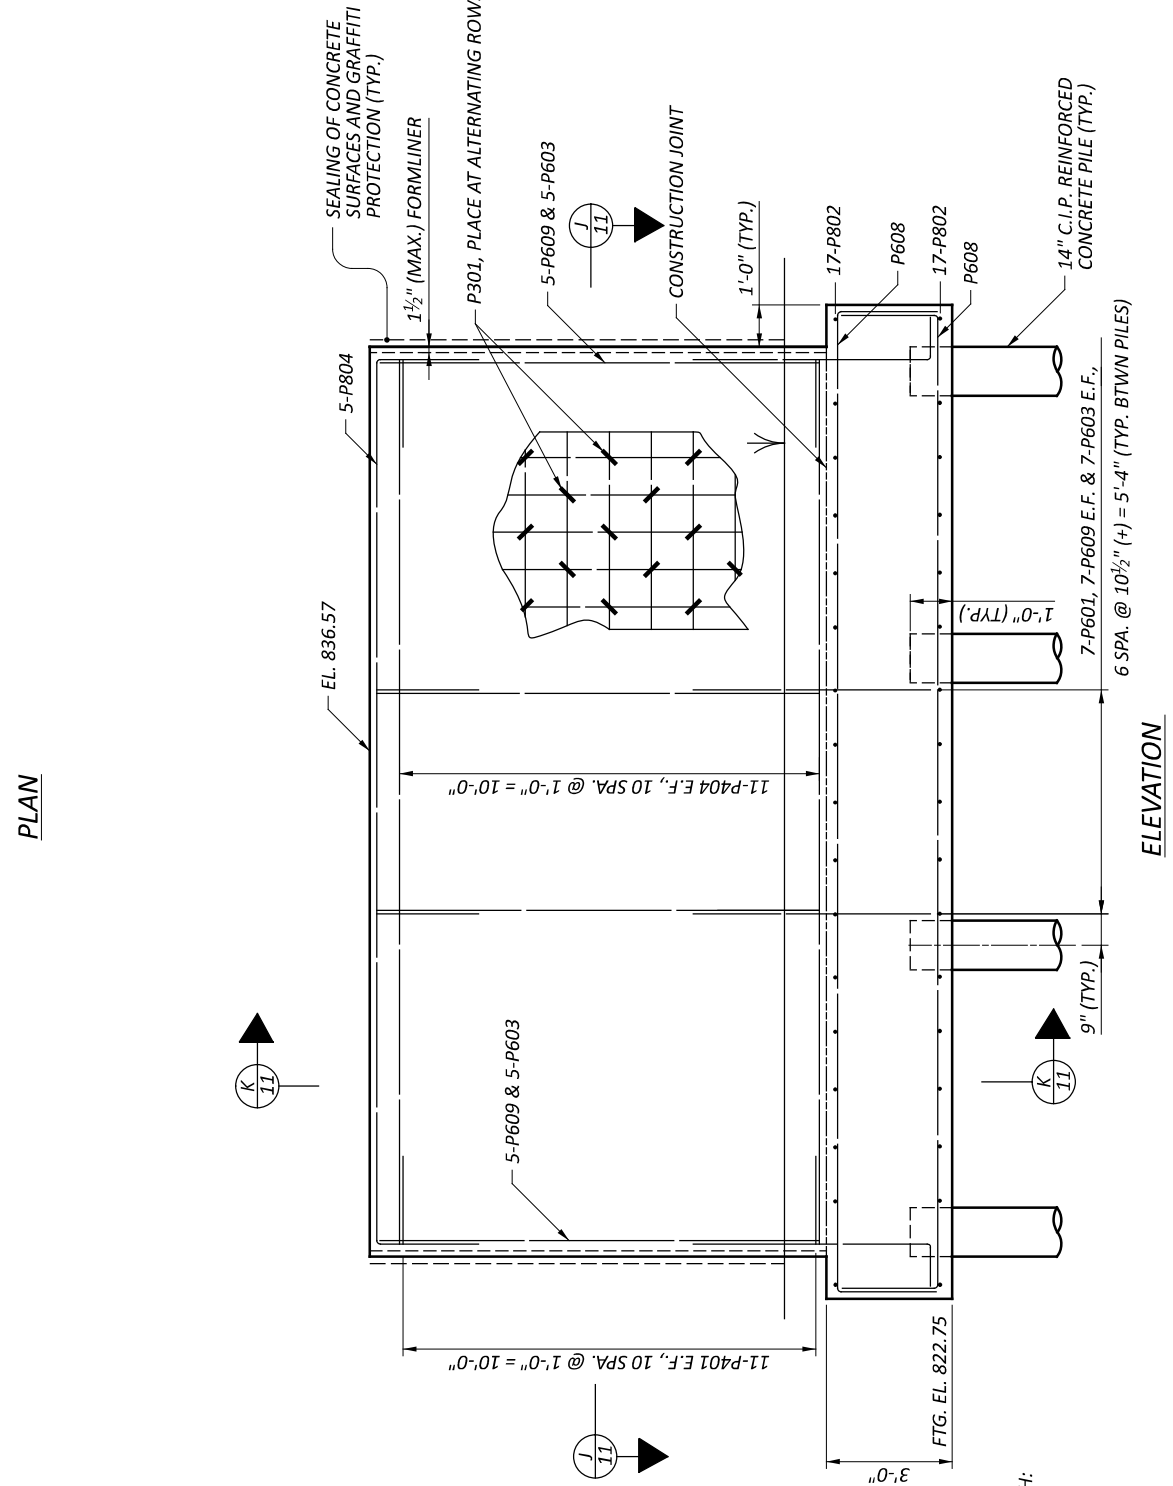 PLAN
SEALING OF CONCRETE
SURFACES AND GRAFFITI
PROTECTION (TYP.)
1½" (MAX.) FORMLINER
P301, PLACE AT ALTERNATING
5-P609 & 5-P603
J
11
CONSTRUCTION JOINT
1'-0" (TYP.)
17-P802
P608
17-P802
P608
14" C.I.P. REINFORCED
CONCRETE PILE (TYP.)
5-P804
EL. 836.57
11-P404 E.F., 10 SPA. @ 1'-0" = 10'-0"
1'-0" (TYP.)
7-P601, 7-P609 E.F. & 7-P603 E.F.,
6 SPA. @ 10½" (+) = 5'-4" (TYP. BTWN PILES)
9" (TYP.)
K
11
K
11
5-P609 & 5-P603
11-P401 E.F., 10 SPA. @ 1'-0" = 10'-0"
FTG. EL. 822.75
3'-0"
J
11
ELEVATION